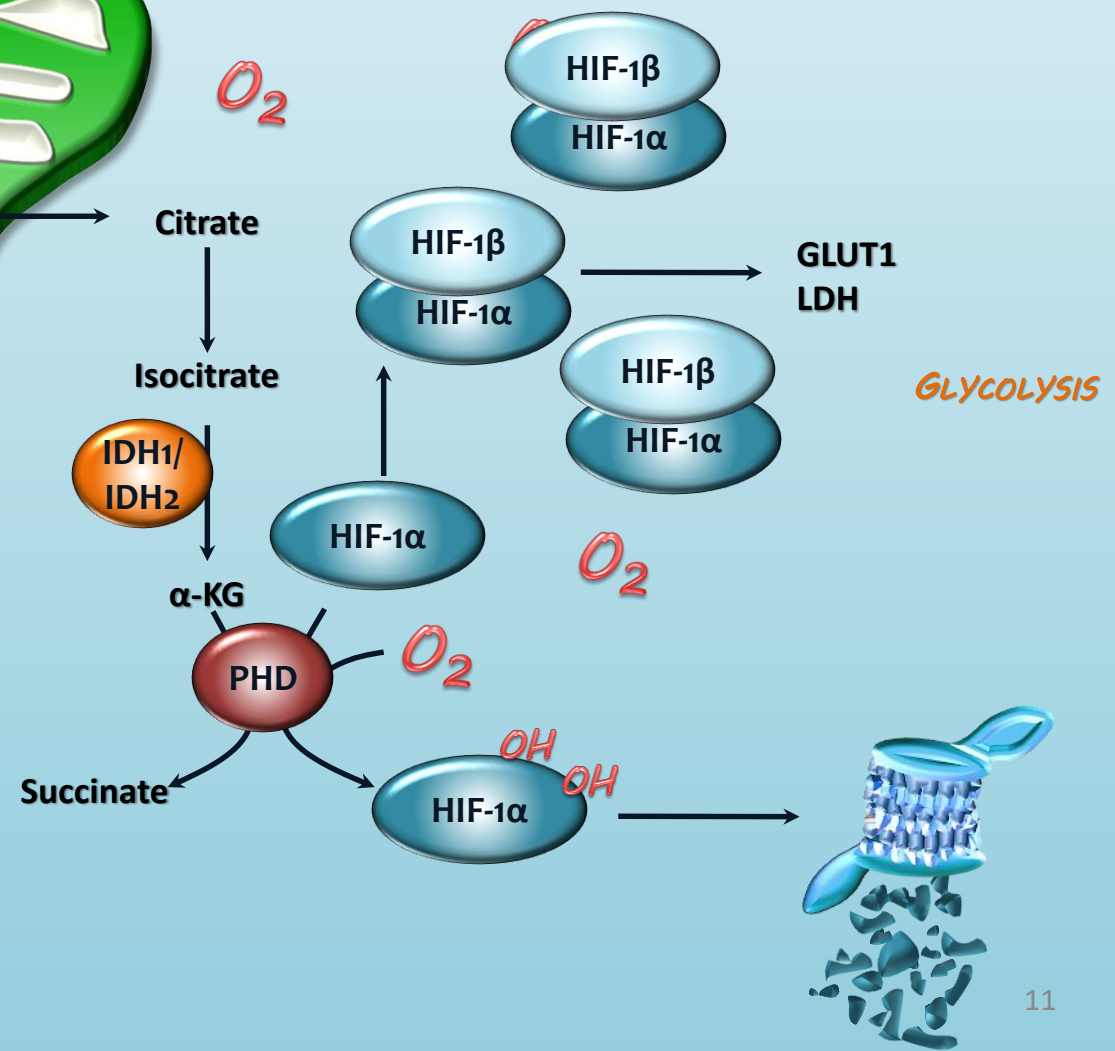 HIF-1β
O2
HIF-1α
Citrate
HIF-1β
GLUT1
HIF-1α
LDH
Isocitrate
HIF-1β
GLYCOLYSIS
IDH1/
IDH2
HIF-1α
HIF-1α
O2
α-KG
PHD
O2
OH
OH
Succinate
HIF-1α
11